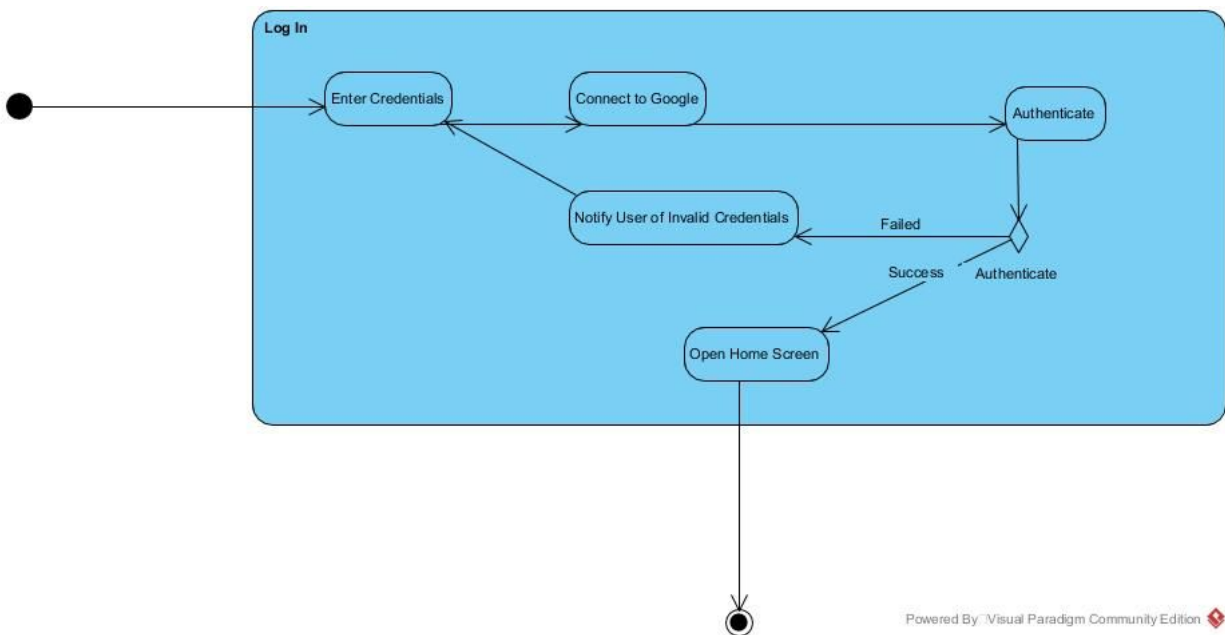 Log In
Enter Credentials
Connect to Google
Authenticate
Notify User of Invalid Credentials
Failed
Success
Authenticate
Open Home Screen
Powered By Visual Paradigm Community Edition